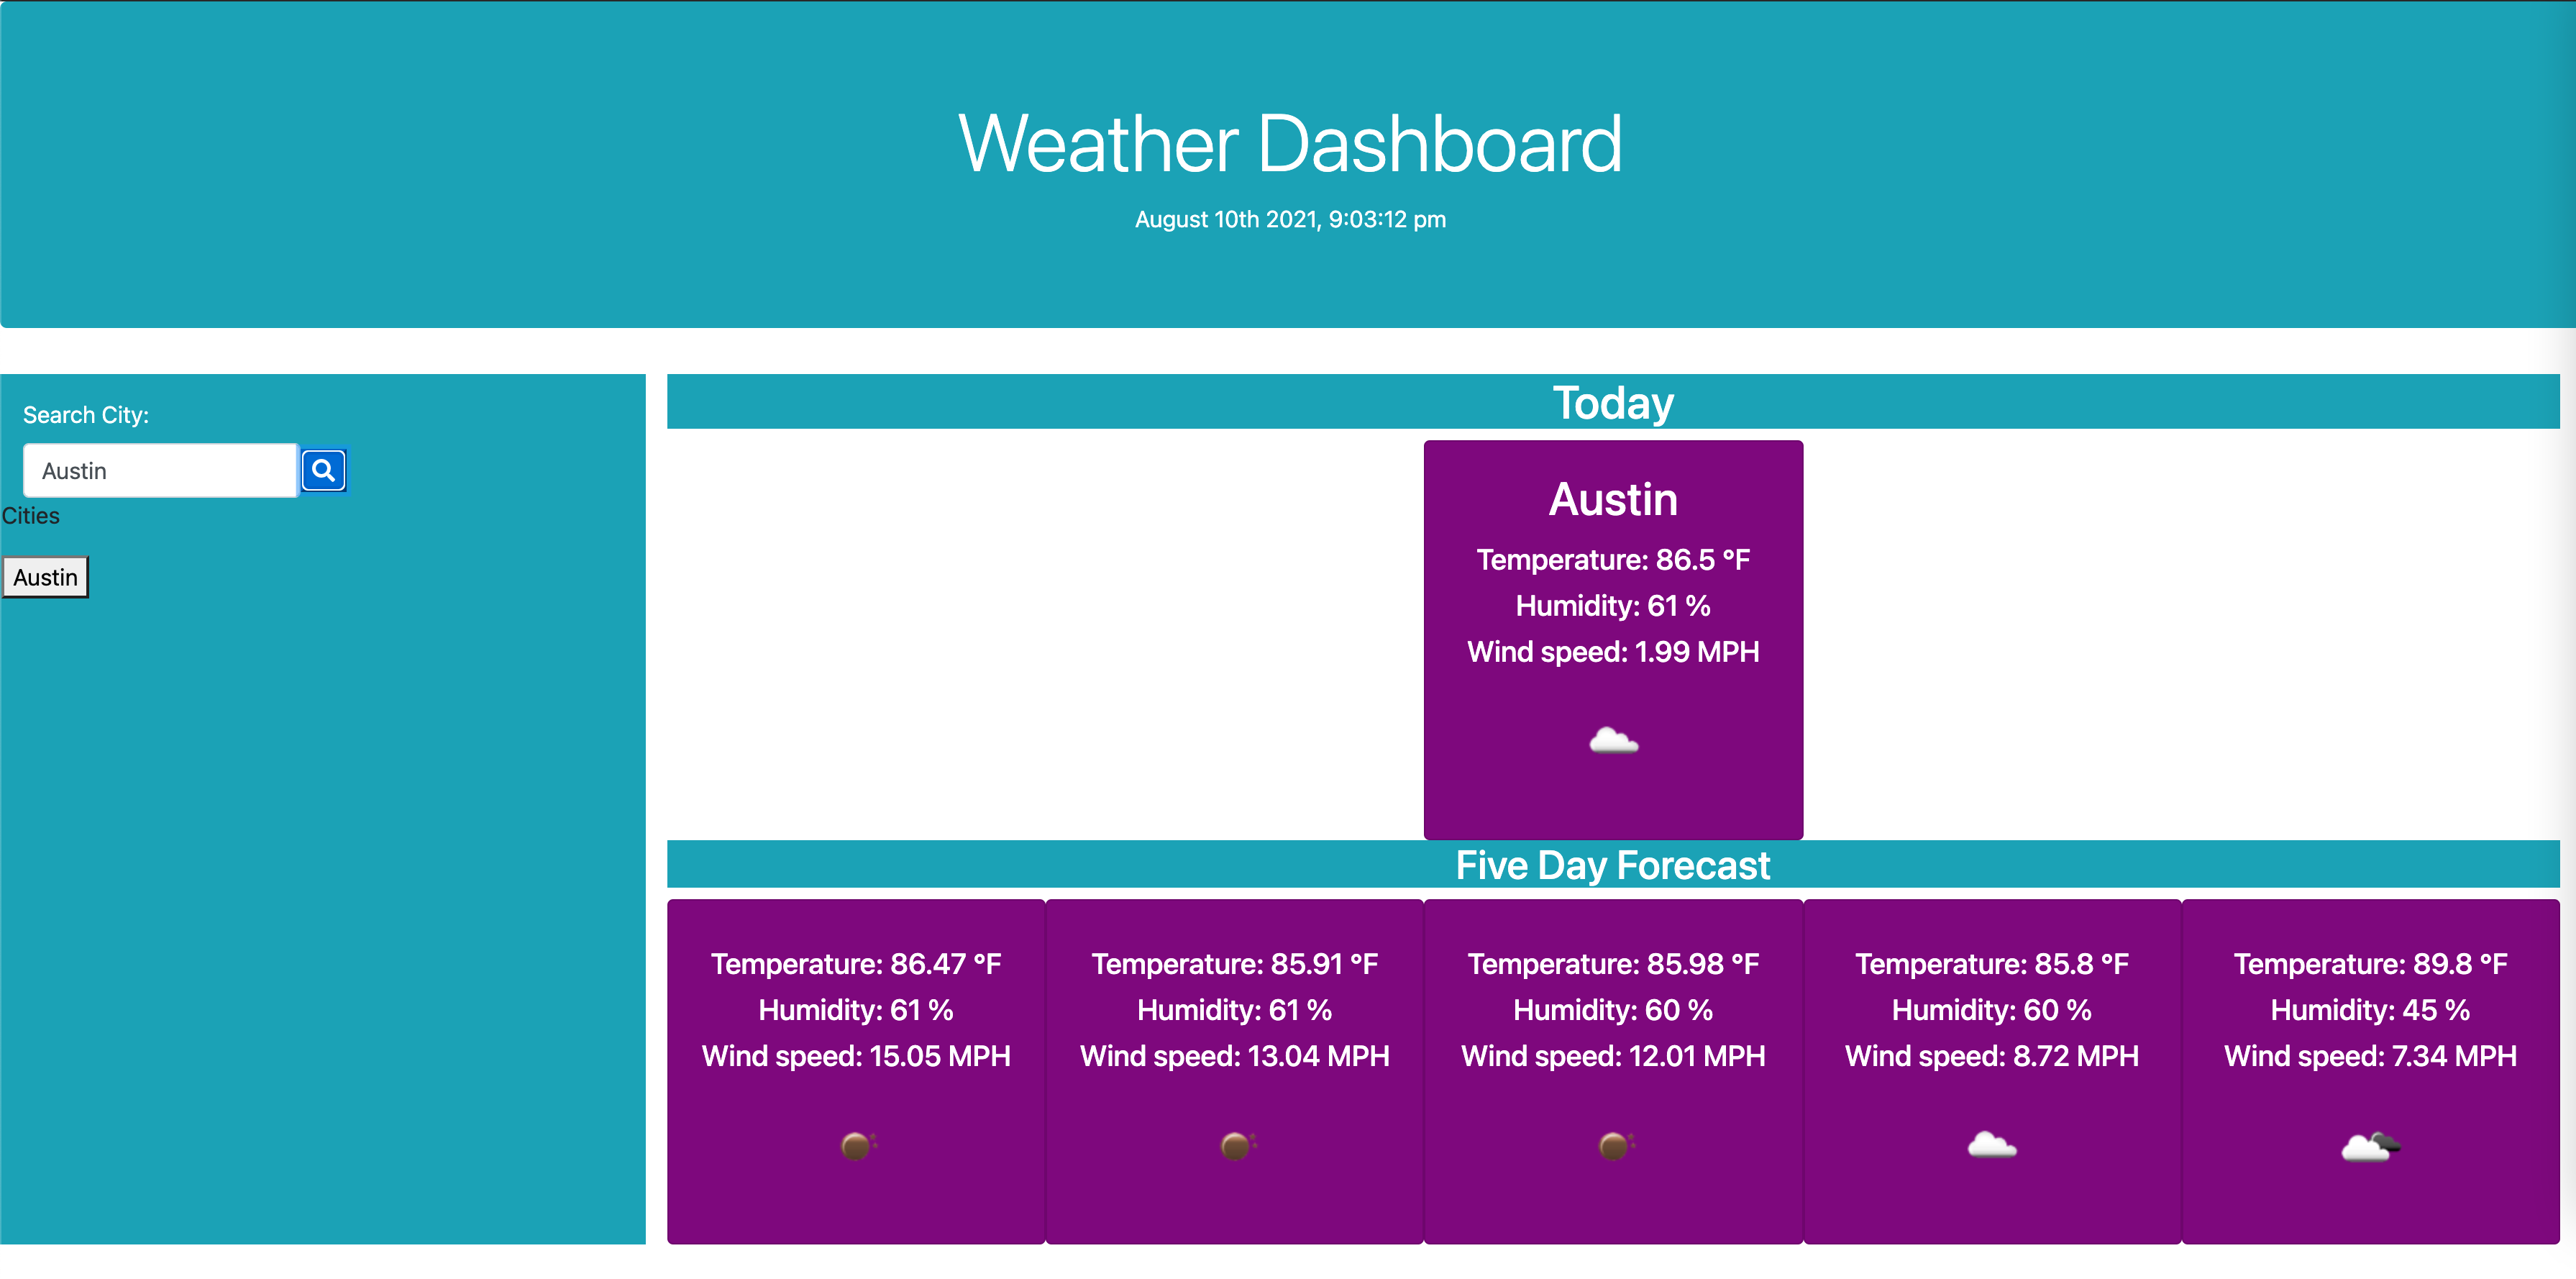 Weather Dashboard
August 10th 2021, 9:03:12 pm
Search City:
Austin
Cities
Austin
Today
Austin
Temperature: 86.5 °F
Humidity: 61 %
Wind speed: 1.99 MPH
Five Day Forecast
Temperature: 86.47 °F
Humidity: 61 %
Wind speed: 15.05 MPH
Temperature: 85.91 °F
Humidity: 61 %
Wind speed: 13.04 MPH
Temperature: 85.98 °F
Humidity: 60 %
Wind speed: 12.01 MPH
Temperature: 85.8 °F
Humidity: 60 %
Wind speed: 8.72 MPH
Temperature: 89.8 °F
Humidity: 45 %
Wind speed: 7.34 MPH